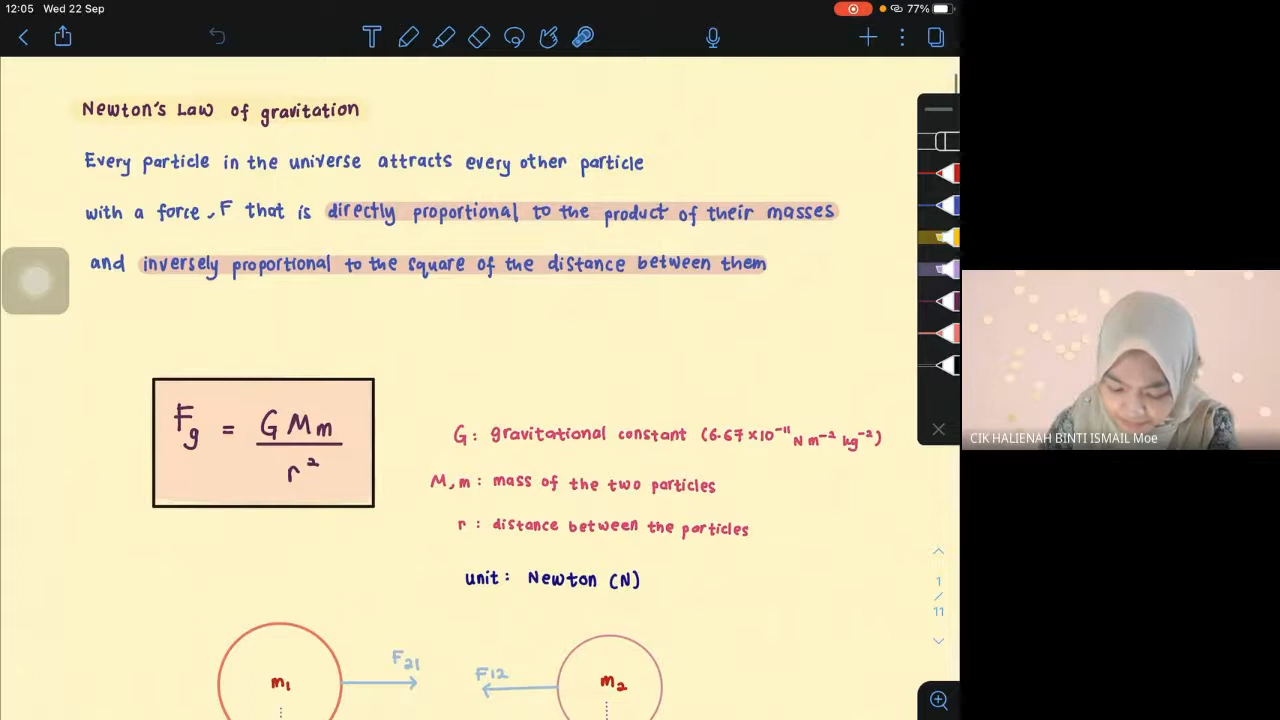 12:05 Wed 22 Sep
77%
Newton's Law of gravitation
Every particle in the universe attracts every other particle
with a force, F that is directly proportional to the product of their masses
and inversely proportional to the square of the distance between them
Fg = GMm / r²
G: gravitational constant (6.67 × 10⁻¹¹ N m⁻² kg⁻²)
M, m: mass of the two particles
r: distance between the particles
unit: Newton (N)
F21
F12
m1
m2
1
/
11
CIK HALIENAH BINTI ISMAIL Moe